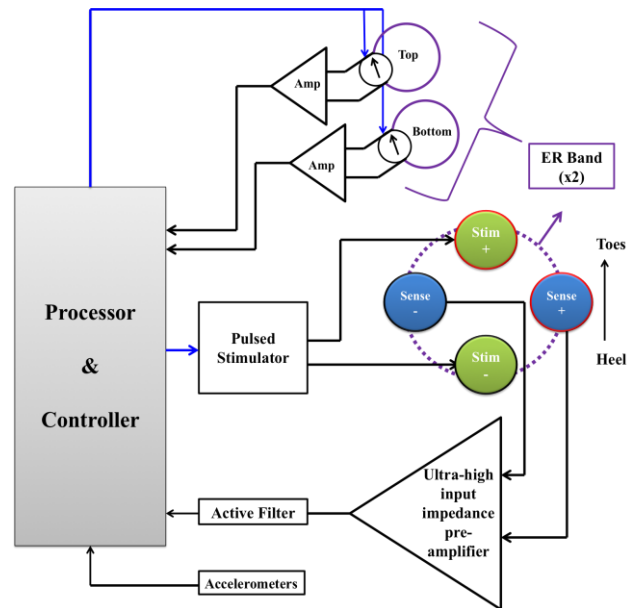 Top
Amp
Bottom
Amp
ER Band
(x2)
Stim
+
Toes
Sense
-
Sense
+
Processor
&
Controller
Pulsed
Stimulator
Stim
-
Heel
Ultra-high
input
impedance
pre-
amplifier
Active Filter
Accelerometers